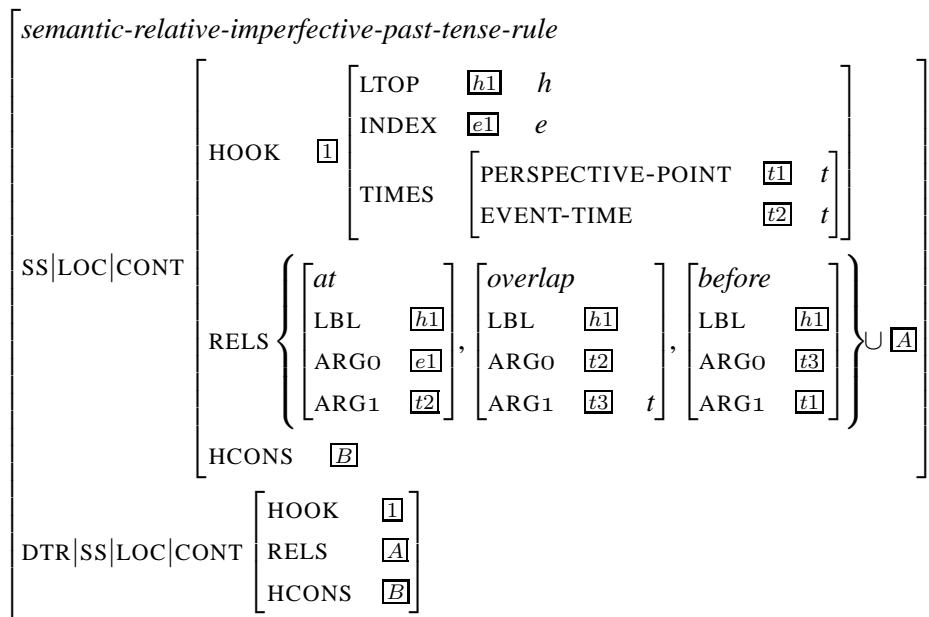 semantic-relative-imperfective-past-tense-rule
LTOP h1 h
INDEX e1 e
HOOK 1
TIMES PERSPECTIVE-POINT t1 t
EVENT-TIME t2 t
SS|LOC|CONT
at overlap before
LBL h1 LBL h1 LBL h1
RELS { ARG0 e1 , ARG0 t2 , ARG0 t3 } ∪ A
ARG1 t2 ARG1 t3 t ARG1 t1
HCONS B
HOOK 1
DTR|SS|LOC|CONT RELS A
HCONS B